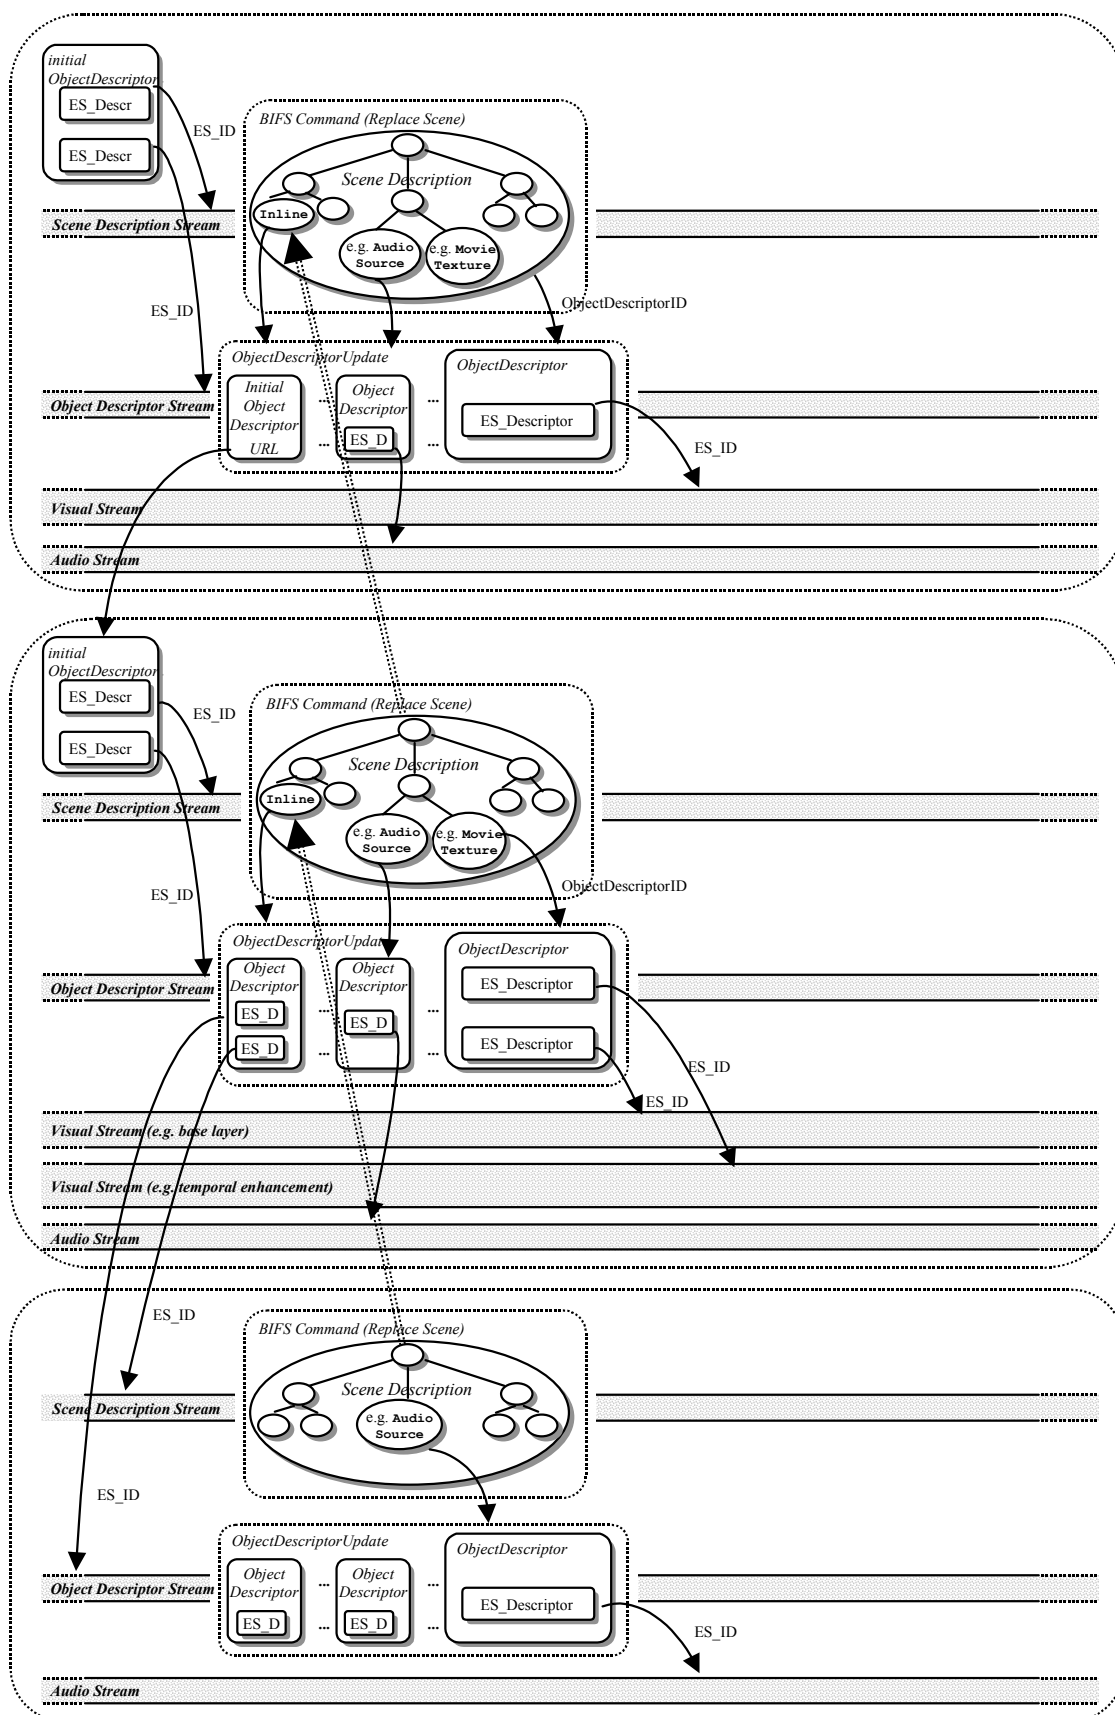 initial
ObjectDescriptor
ES_Descr
ES_Descr
ES_ID
BIFS Command (Replace Scene)
Scene Description
Inline
e.g. Audio
Source
e.g. Movie
Texture
Scene Description Stream
ES_ID
ObjectDescriptorID
ObjectDescriptorUpdate
Initial
Object
Descriptor
URL
...
...
Object
Descriptor
ES_D
...
...
ObjectDescriptor
ES_Descriptor
Object Descriptor Stream
ES_ID
Visual Stream
Audio Stream
initial
ObjectDescriptor
ES_Descr
ES_Descr
ES_ID
BIFS Command (Replace Scene)
Scene Description
Inline
e.g. Audio
Source
e.g. Movie
Texture
Scene Description Stream
ES_ID
ObjectDescriptorID
ObjectDescriptorUpdate
Object
Descriptor
ES_D
ES_D
...
...
Object
Descriptor
ES_D
...
...
ObjectDescriptor
ES_Descriptor
ES_Descriptor
Object Descriptor Stream
ES_ID
ES_ID
Visual Stream (e.g. base layer)
Visual Stream (e.g. temporal enhancement)
Audio Stream
ES_ID
BIFS Command (Replace Scene)
Scene Description
e.g. Audio
Source
Scene Description Stream
ES_ID
ObjectDescriptorUpdate
Object
Descriptor
ES_D
...
...
Object
Descriptor
ES_D
...
...
ObjectDescriptor
ES_Descriptor
Object Descriptor Stream
ES_ID
Audio Stream